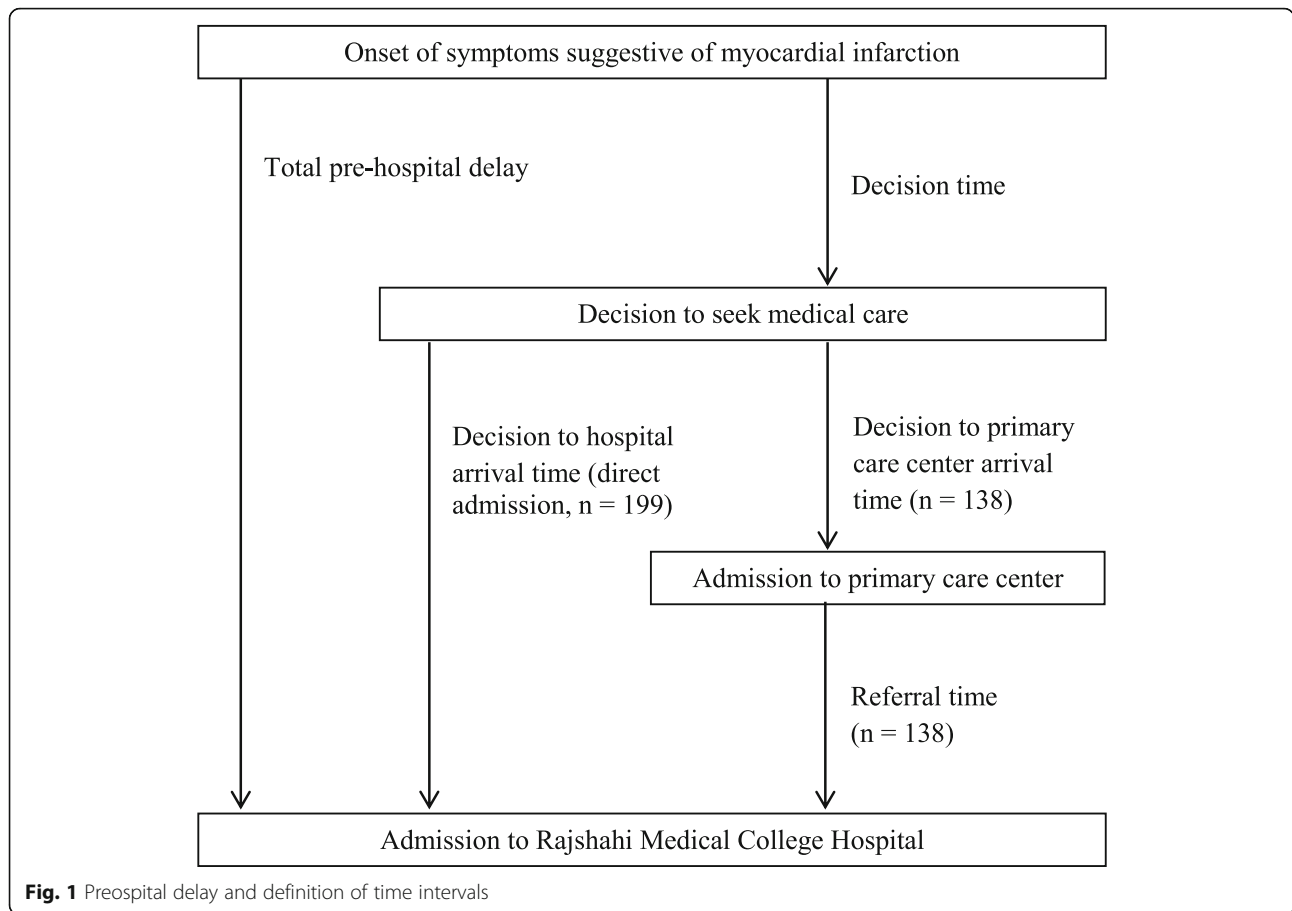 Onset of symptoms suggestive of myocardial infarction
Total pre-hospital delay
Decision time
Decision to seek medical care
Decision to hospital
arrival time (direct
admission, n = 199)
Decision to primary
care center arrival
time (n = 138)
Admission to primary care center
Referral time
(n = 138)
Admission to Rajshahi Medical College Hospital
Fig. 1 Preospital delay and definition of time intervals